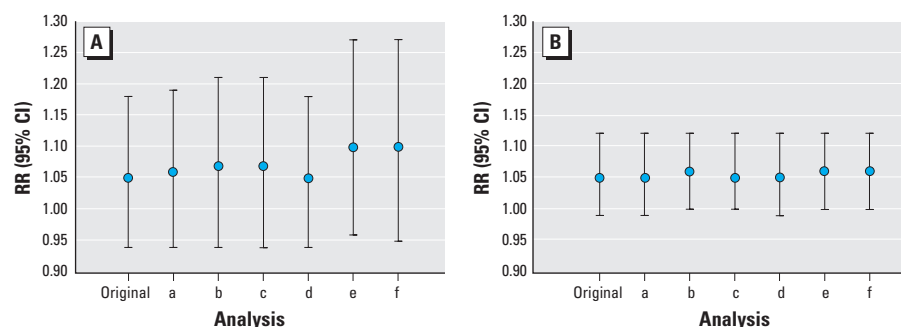 A
RR (95% CI)
1.30
1.25
1.20
1.15
1.10
1.05
1.00
0.95
0.90
Original a b c d e f
Analysis
B
RR (95% CI)
1.30
1.25
1.20
1.15
1.10
1.05
1.00
0.95
0.90
Original a b c d e f
Analysis